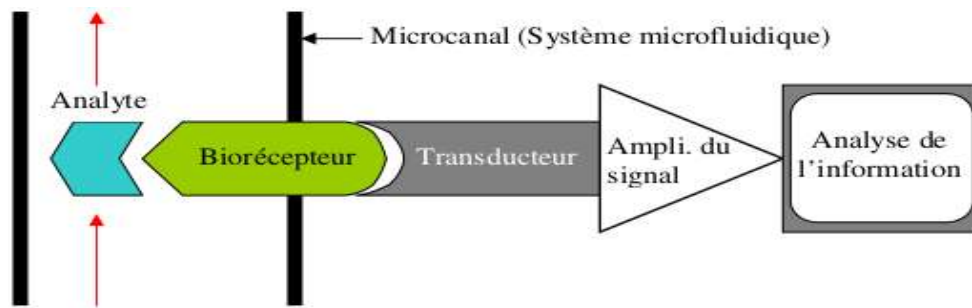 Microcanal (Système microfluidique)
Analyte
Biorécepteur
Transducteur
Ampli. du
signal
Analyse de
l'information